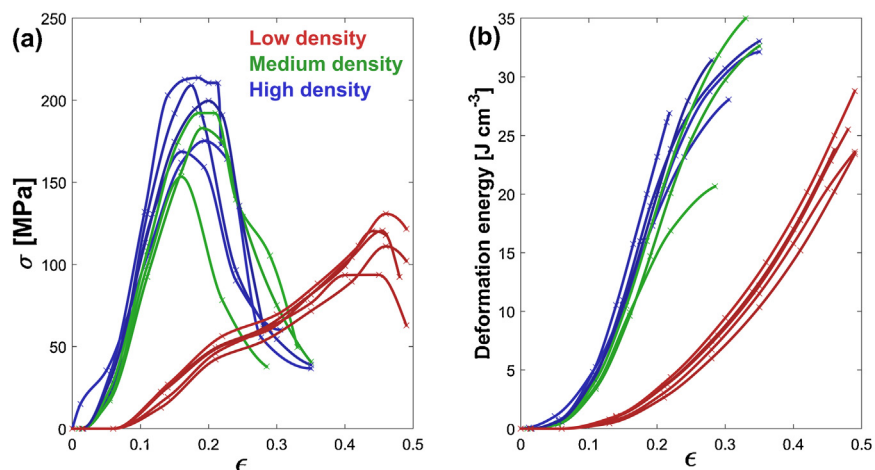 (a)
Low density
Medium density
High density
σ [MPa]
250
200
150
100
50
0
0 0.1 0.2 0.3 0.4 0.5
ϵ
(b)
Deformation energy [J cm⁻³]
35
30
25
20
15
10
5
0
0 0.1 0.2 0.3 0.4 0.5
ϵ